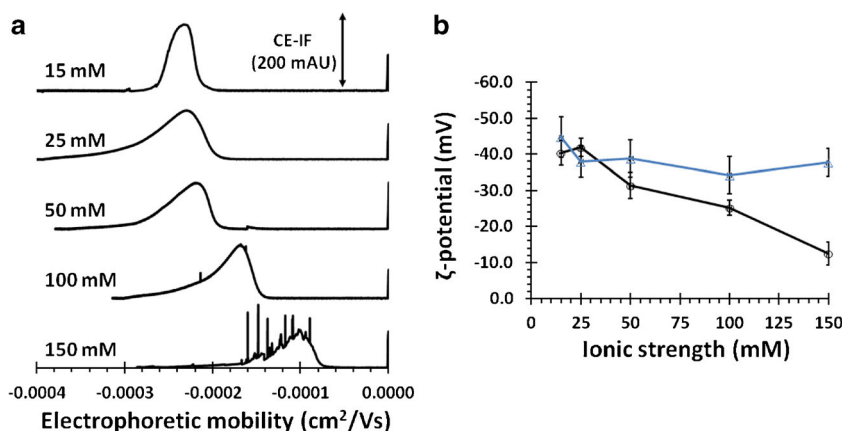 a
CE-IF
(200 mAU)
15 mM
25 mM
50 mM
100 mM
150 mM
-0.0004 -0.0003 -0.0002 -0.0001 0.0000
Electrophoretic mobility (cm²/Vs)
b
-60.0
-50.0
-40.0
-30.0
-20.0
-10.0
0.0
ζ-potential (mV)
0 25 50 75 100 125 150
Ionic strength (mM)